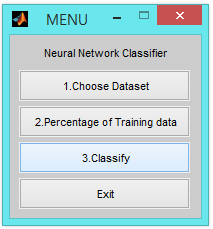 MENU
Neural Network Classifier
1.Choose Dataset
2.Percentage of Training data
3.Classify
Exit